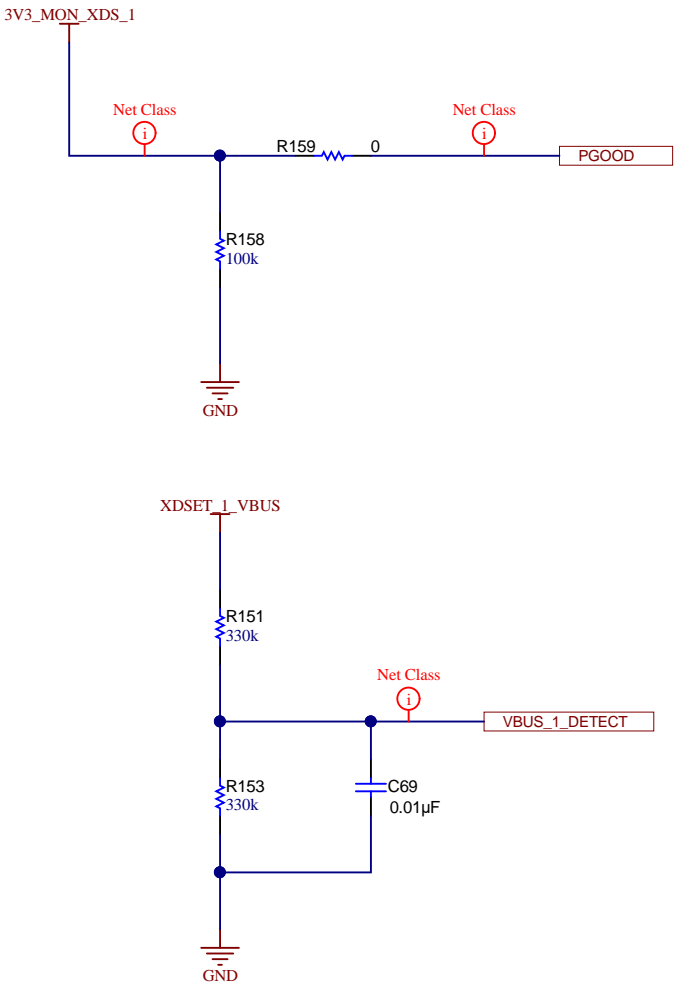 3V3_MON_XDS_1
Net Class
Net Class
i
i
R159
0
PGOOD
R158
100k
GND
XDSET_1_VBUS
R151
330k
Net Class
i
VBUS_1_DETECT
R153
330k
C69
0.01µF
GND